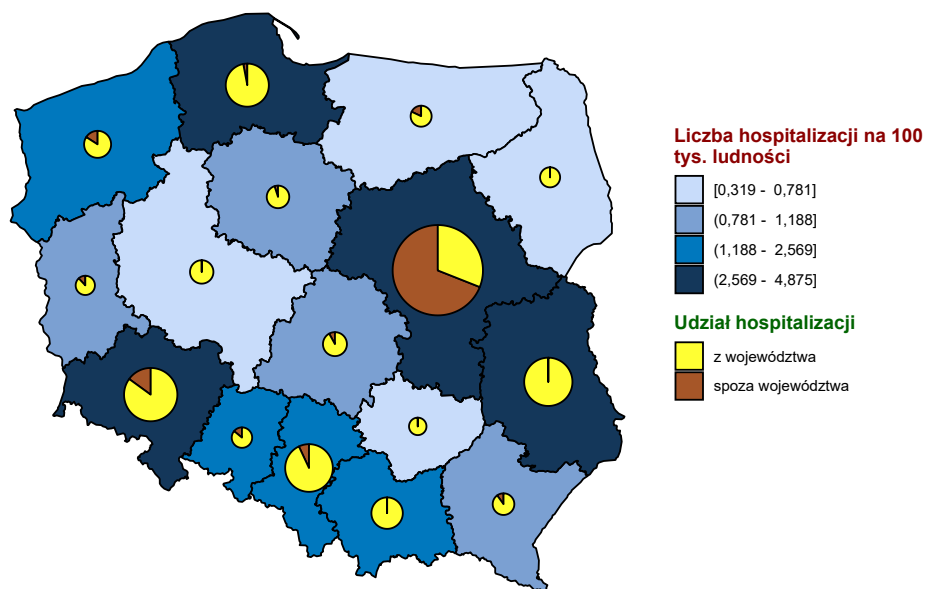 Liczba hospitalizacji na 100
tys. ludności
[0,319 - 0,781]
(0,781 - 1,188]
(1,188 - 2,569]
(2,569 - 4,875]
Udział hospitalizacji
z województwa
spoza województwa